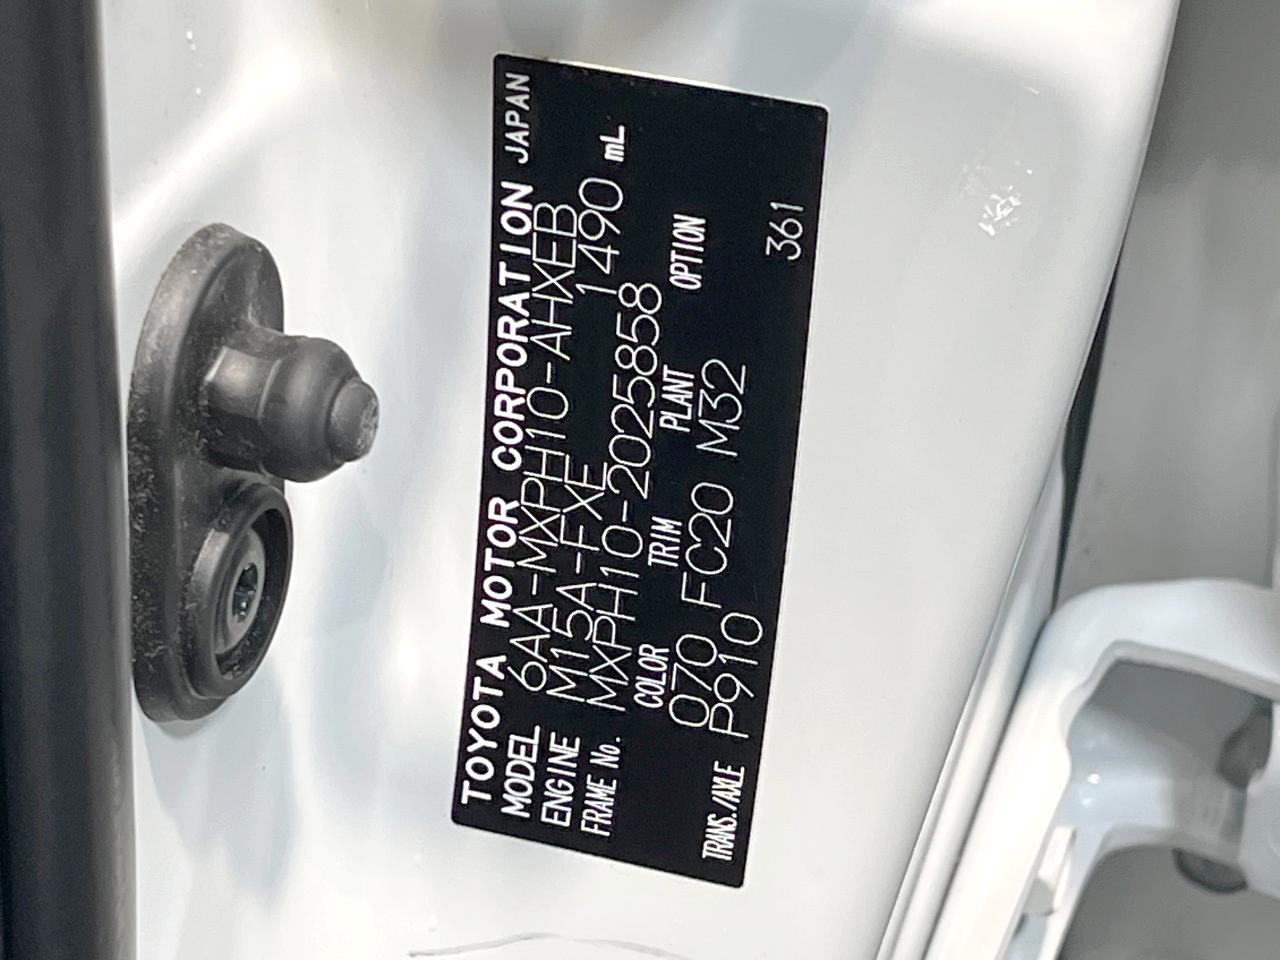 TOYOTA MOTOR CORPORATION JAPAN
MODEL 6AA-MXPH10-AHXEB
ENGINE M15A-FXE 1490 mL
FRAME No. MXPH10-2025858
COLOR TRIM PLANT OPTION
070 FC20 M32
TRANS./AXLE P910
361